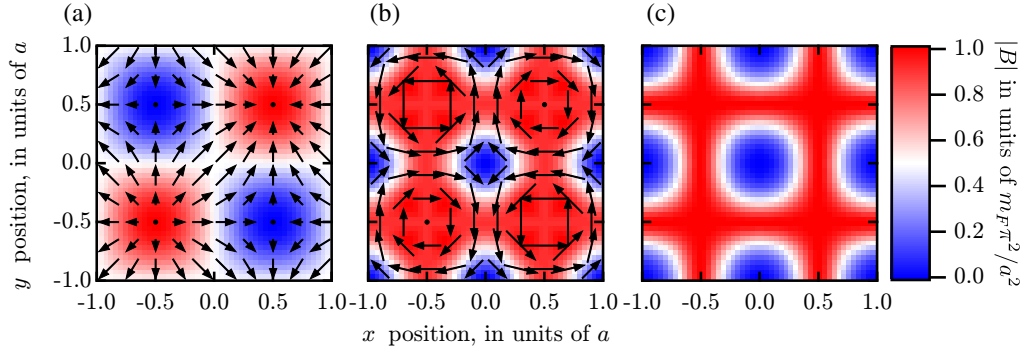 (a)
(b)
(c)
1.0
0.5
0.0
-0.5
-1.0
y position, in units of a
-1.0 -0.5 0.0 0.5 1.0
-1.0 -0.5 0.0 0.5 1.0
-1.0 -0.5 0.0 0.5 1.0
x position, in units of a
1.0
0.8
0.6
0.4
0.2
0.0
|B| in units of m_F π²/a²